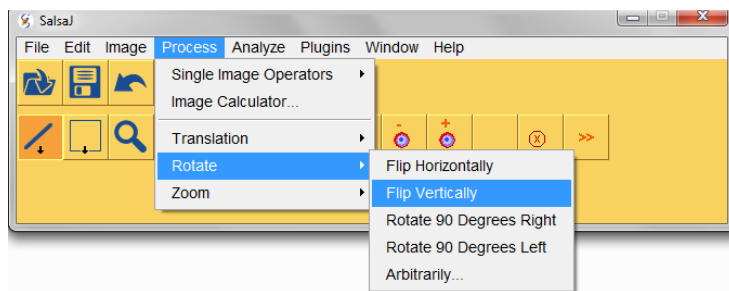 SalsaJ
File Edit Image Process Analyze Plugins Window Help
Single Image Operators
Image Calculator...
Translation
Rotate
Zoom
- +
X >>
Flip Horizontally
Flip Vertically
Rotate 90 Degrees Right
Rotate 90 Degrees Left
Arbitrarily...